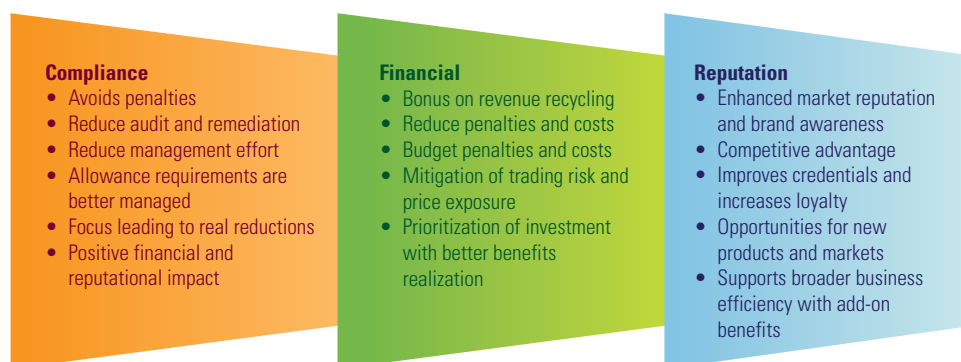 Compliance
• Avoids penalties
• Reduce audit and remediation
• Reduce management effort
• Allowance requirements are
better managed
• Focus leading to real reductions
• Positive financial and
reputational impact
Financial
• Bonus on revenue recycling
• Reduce penalties and costs
• Budget penalties and costs
• Mitigation of trading risk and
price exposure
• Prioritization of investment
with better benefits
realization
Reputation
• Enhanced market reputation
and brand awareness
• Competitive advantage
• Improves credentials and
increases loyalty
• Opportunities for new
products and markets
• Supports broader business
efficiency with add-on
benefits